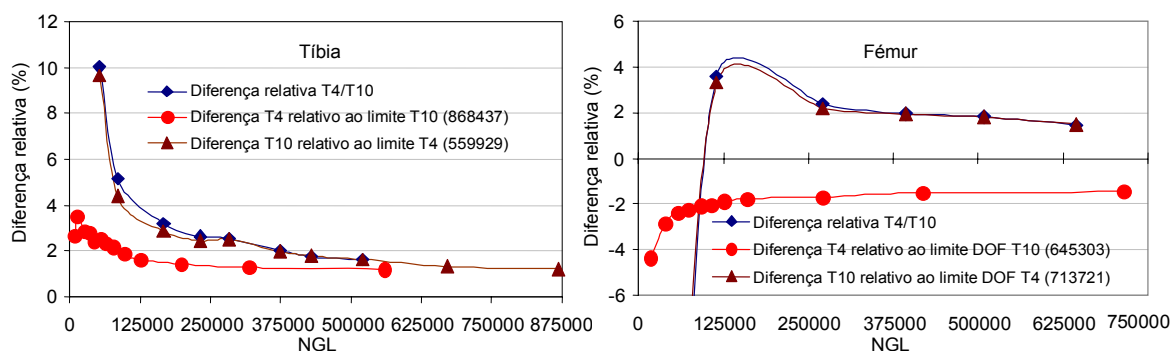 Tíbia
Diferença relativa (%)
12
10
8
6
4
2
0
Diferença relativa T4/T10
Diferença T4 relativo ao limite T10 (868437)
Diferença T10 relativo ao limite T4 (559929)
0 125000 250000 375000 500000 625000 750000 875000
NGL
Fémur
Diferença relativa (%)
6
4
2
0
-2
-4
-6
Diferença relativa T4/T10
Diferença T4 relativo ao limite DOF T10 (645303)
Diferença T10 relativo ao limite DOF T4 (713721)
0 125000 250000 375000 500000 625000 750000
NGL